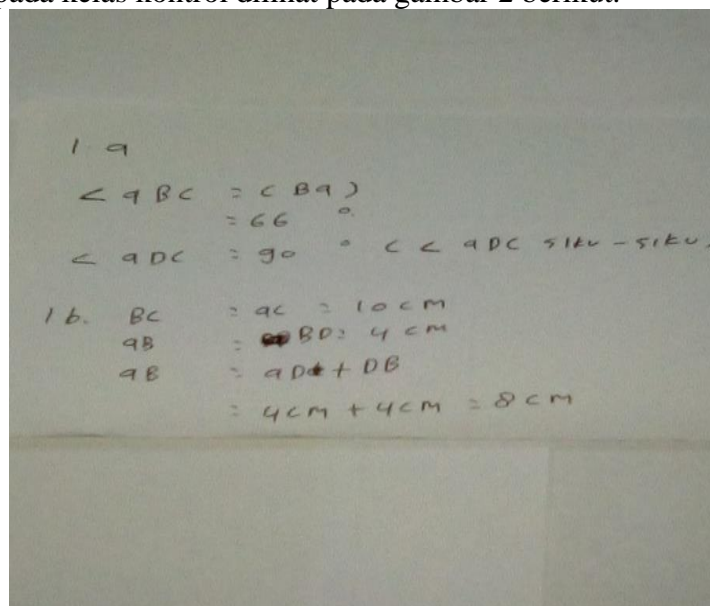 pada kelas kontrol dilihat pada gambar 2 berikut.
1. a
< aBC = < Ba)
= 66 °
< aDC = 90 ° < < aDC siku-siku.
1 b. BC = aC = 10 cm
aB = BD = 4 cm
aB = aD + DB
= 4 cm + 4 cm = 8 cm